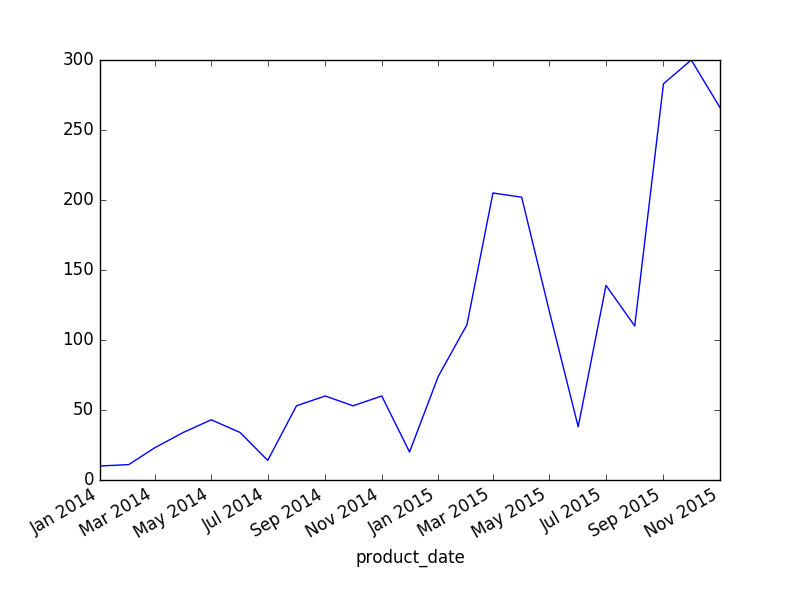 300
250
200
150
100
50
0
Jan 2014
Mar 2014
May 2014
Jul 2014
Sep 2014
Nov 2014
Jan 2015
Mar 2015
May 2015
Jul 2015
Sep 2015
Nov 2015
product_date